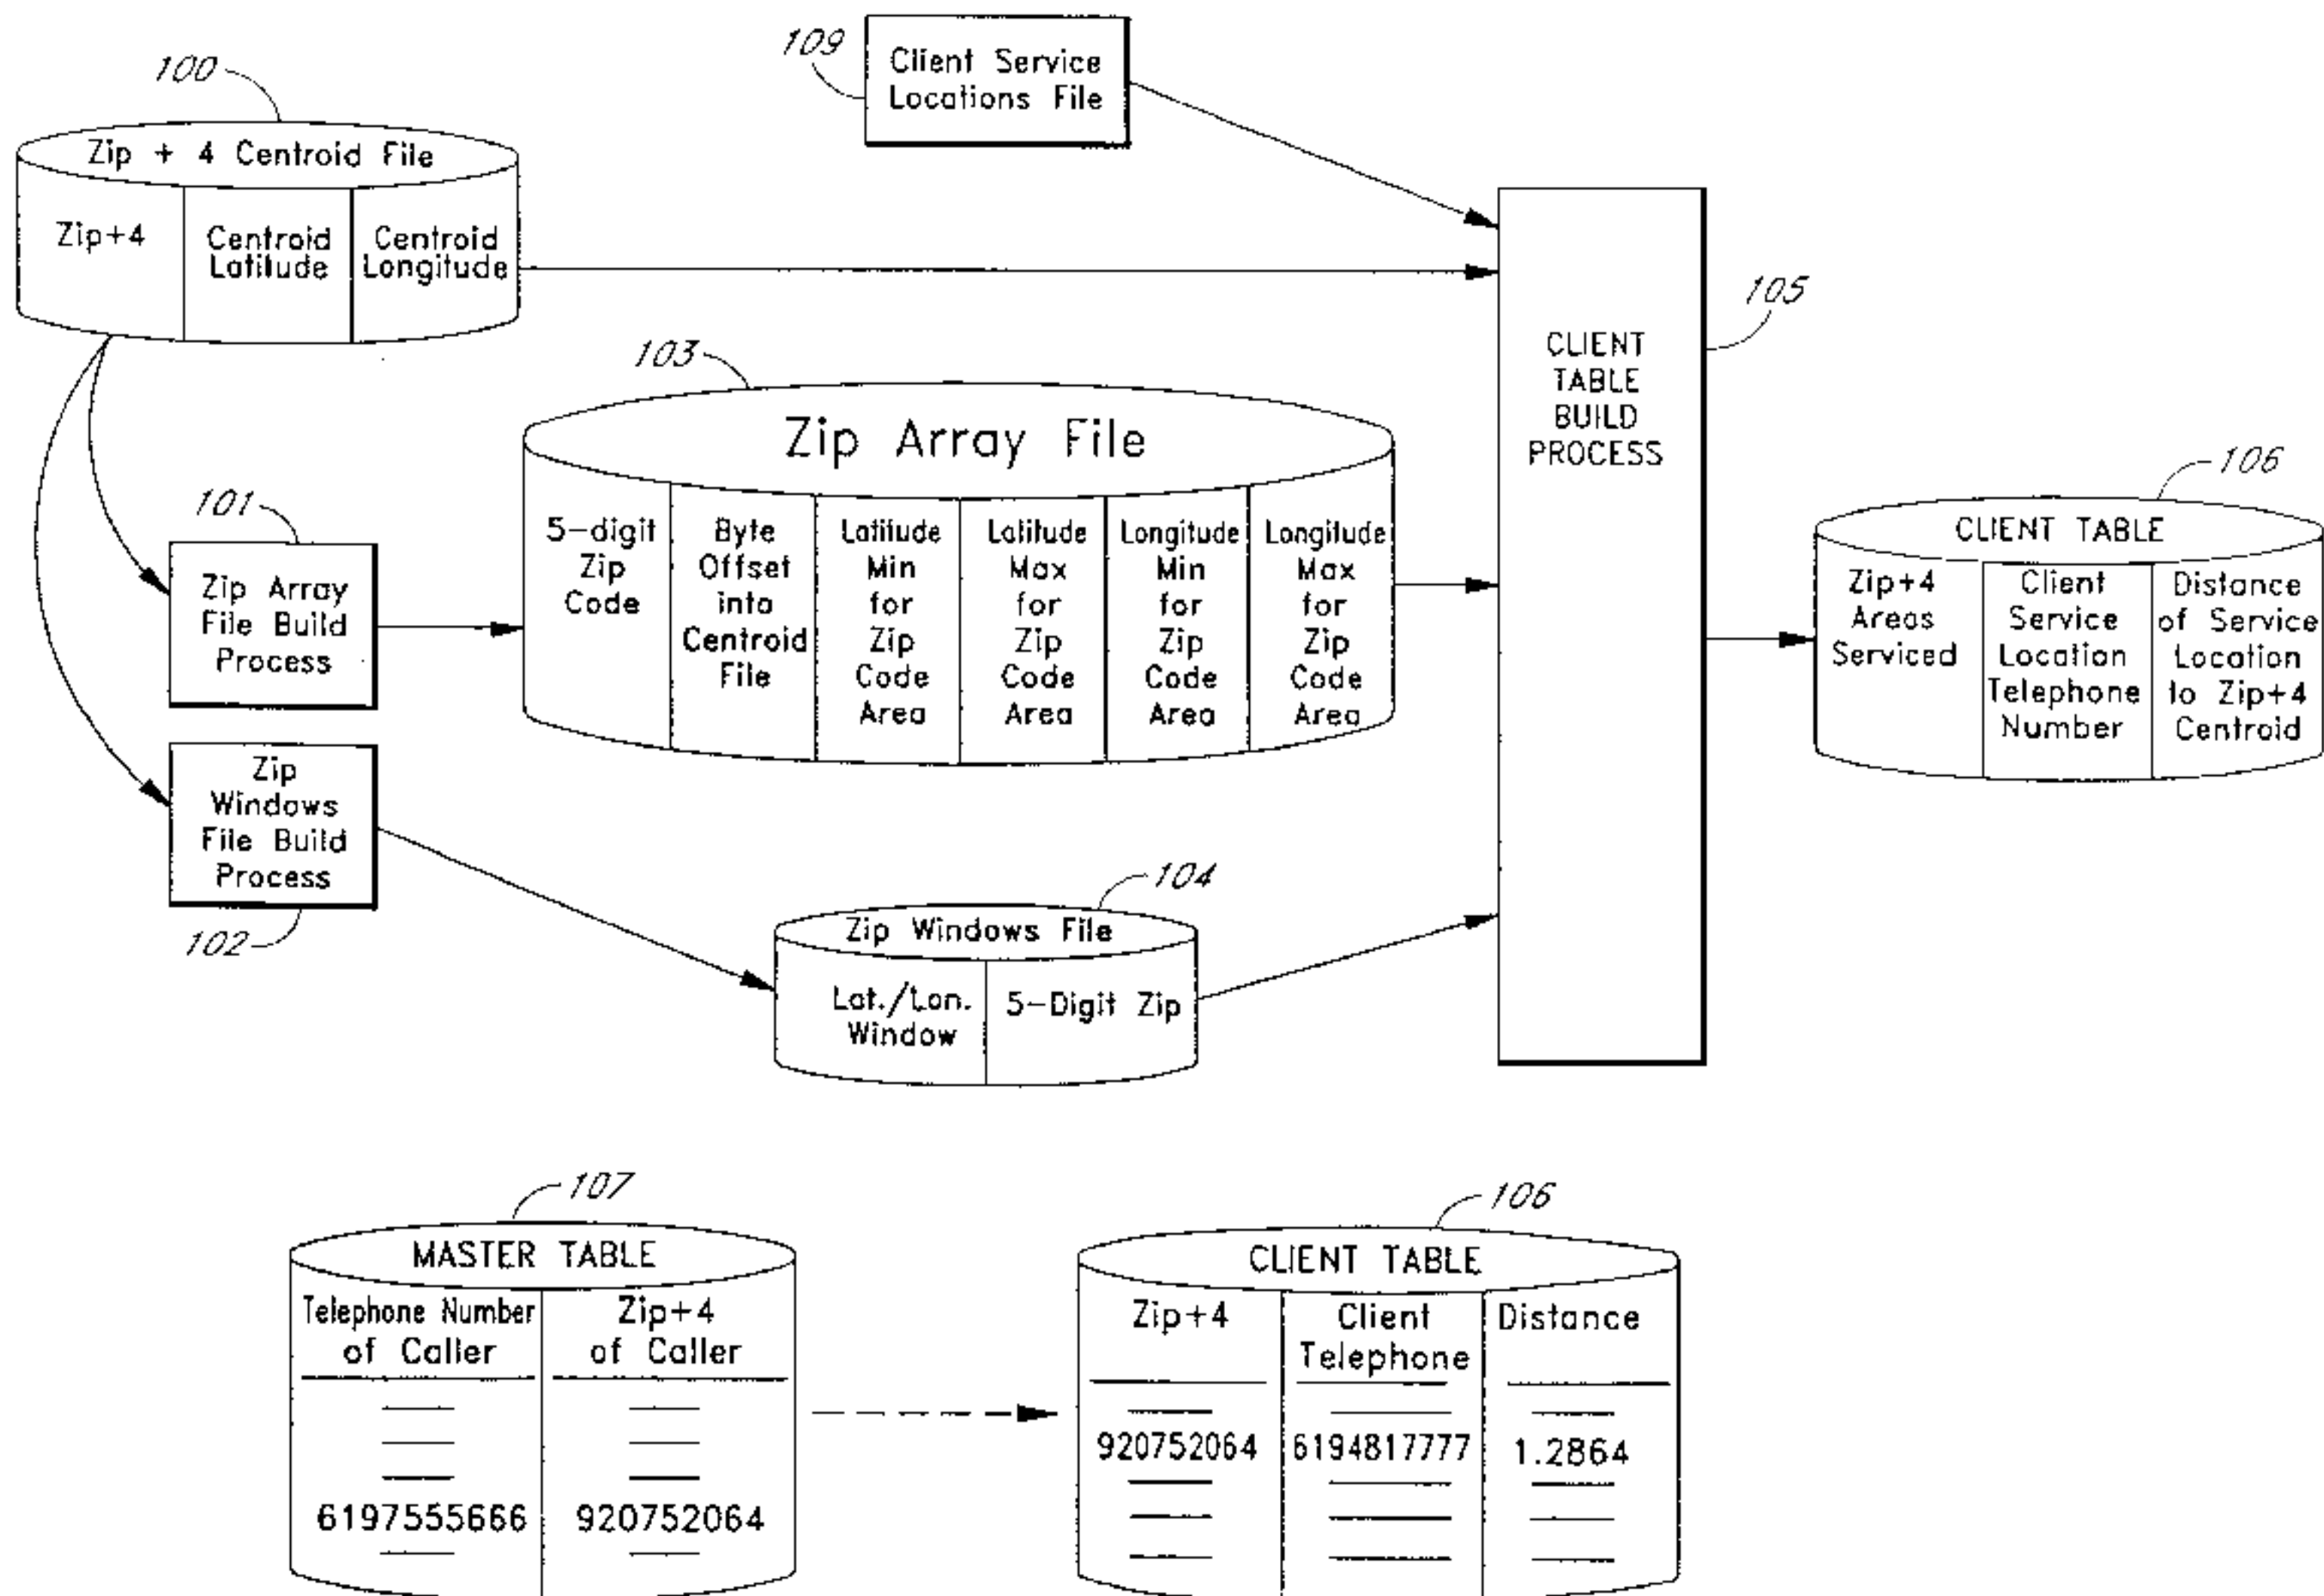 109
Client Service
Locations File
100
Zip + 4 Centroid File
Zip+4
Centroid
Latitude
Centroid
Longitude
105
CLIENT
TABLE
BUILD
PROCESS
103
Zip Array File
5-digit
Zip
Code
Byte
Offset
into
Centroid
File
Latitude
Min
for
Zip
Code
Area
Latitude
Max
for
Zip
Code
Area
Longitude
Min
for
Zip
Code
Area
Longitude
Max
for
Zip
Code
Area
101
Zip Array
File Build
Process
106
CLIENT TABLE
Zip+4
Areas
Serviced
Client
Service
Location
Telephone
Number
Distance
of Service
Location
to Zip+4
Centroid
Zip
Windows
File Build
Process
102
104
Zip Windows File
Lat./Lon.
Window
5-Digit Zip
107
MASTER TABLE
Telephone Number
of Caller
Zip+4
of Caller
6197555666
920752064
106
CLIENT TABLE
Zip+4
Client
Telephone
Distance
920752064
6194817777
1.2864